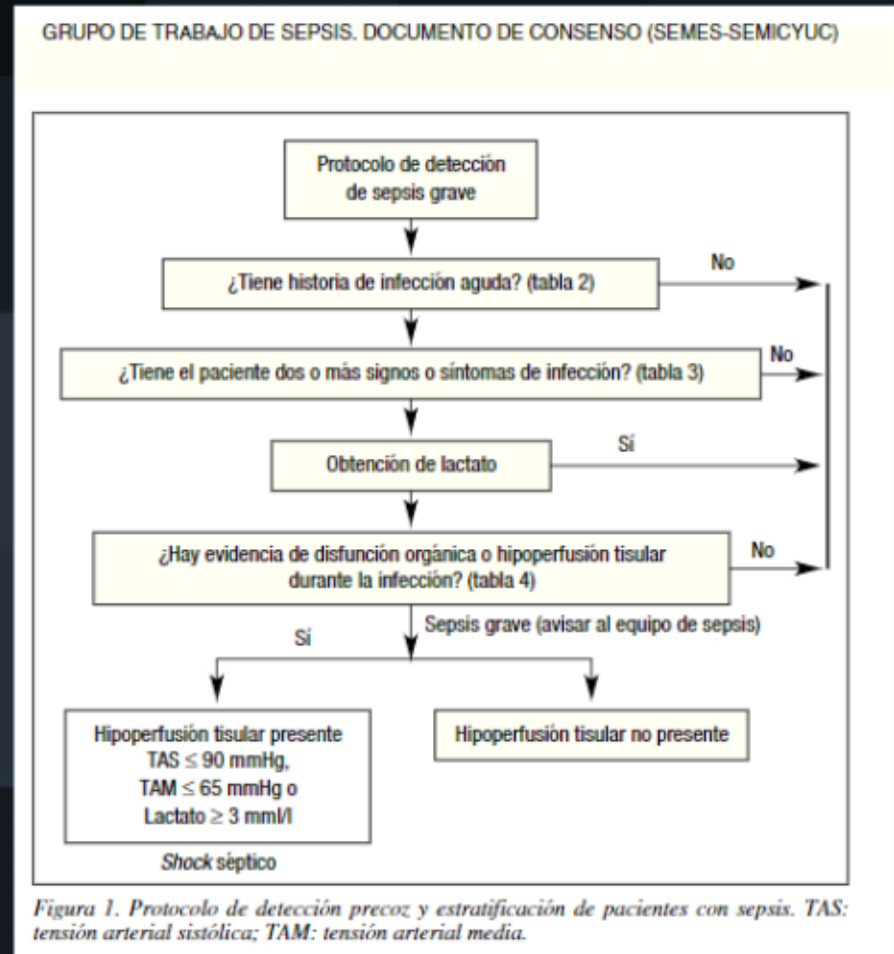 GRUPO DE TRABAJO DE SEPSIS. DOCUMENTO DE CONSENSO (SEMES-SEMICYUC)
Protocolo de detección
de sepsis grave
¿Tiene historia de infección aguda? (tabla 2)
No
¿Tiene el paciente dos o más signos o síntomas de infección? (tabla 3)
No
Obtención de lactato
Sí
¿Hay evidencia de disfunción orgánica o hipoperfusión tisular
durante la infección? (tabla 4)
No
Sí
Sepsis grave (avisar al equipo de sepsis)
Hipoperfusión tisular presente
TAS ≤ 90 mmHg,
TAM ≤ 65 mmHg o
Lactato ≥ 3 mml/l
Hipoperfusión tisular no presente
Shock séptico
Figura 1. Protocolo de detección precoz y estratificación de pacientes con sepsis. TAS:
tensión arterial sistólica; TAM: tensión arterial media.